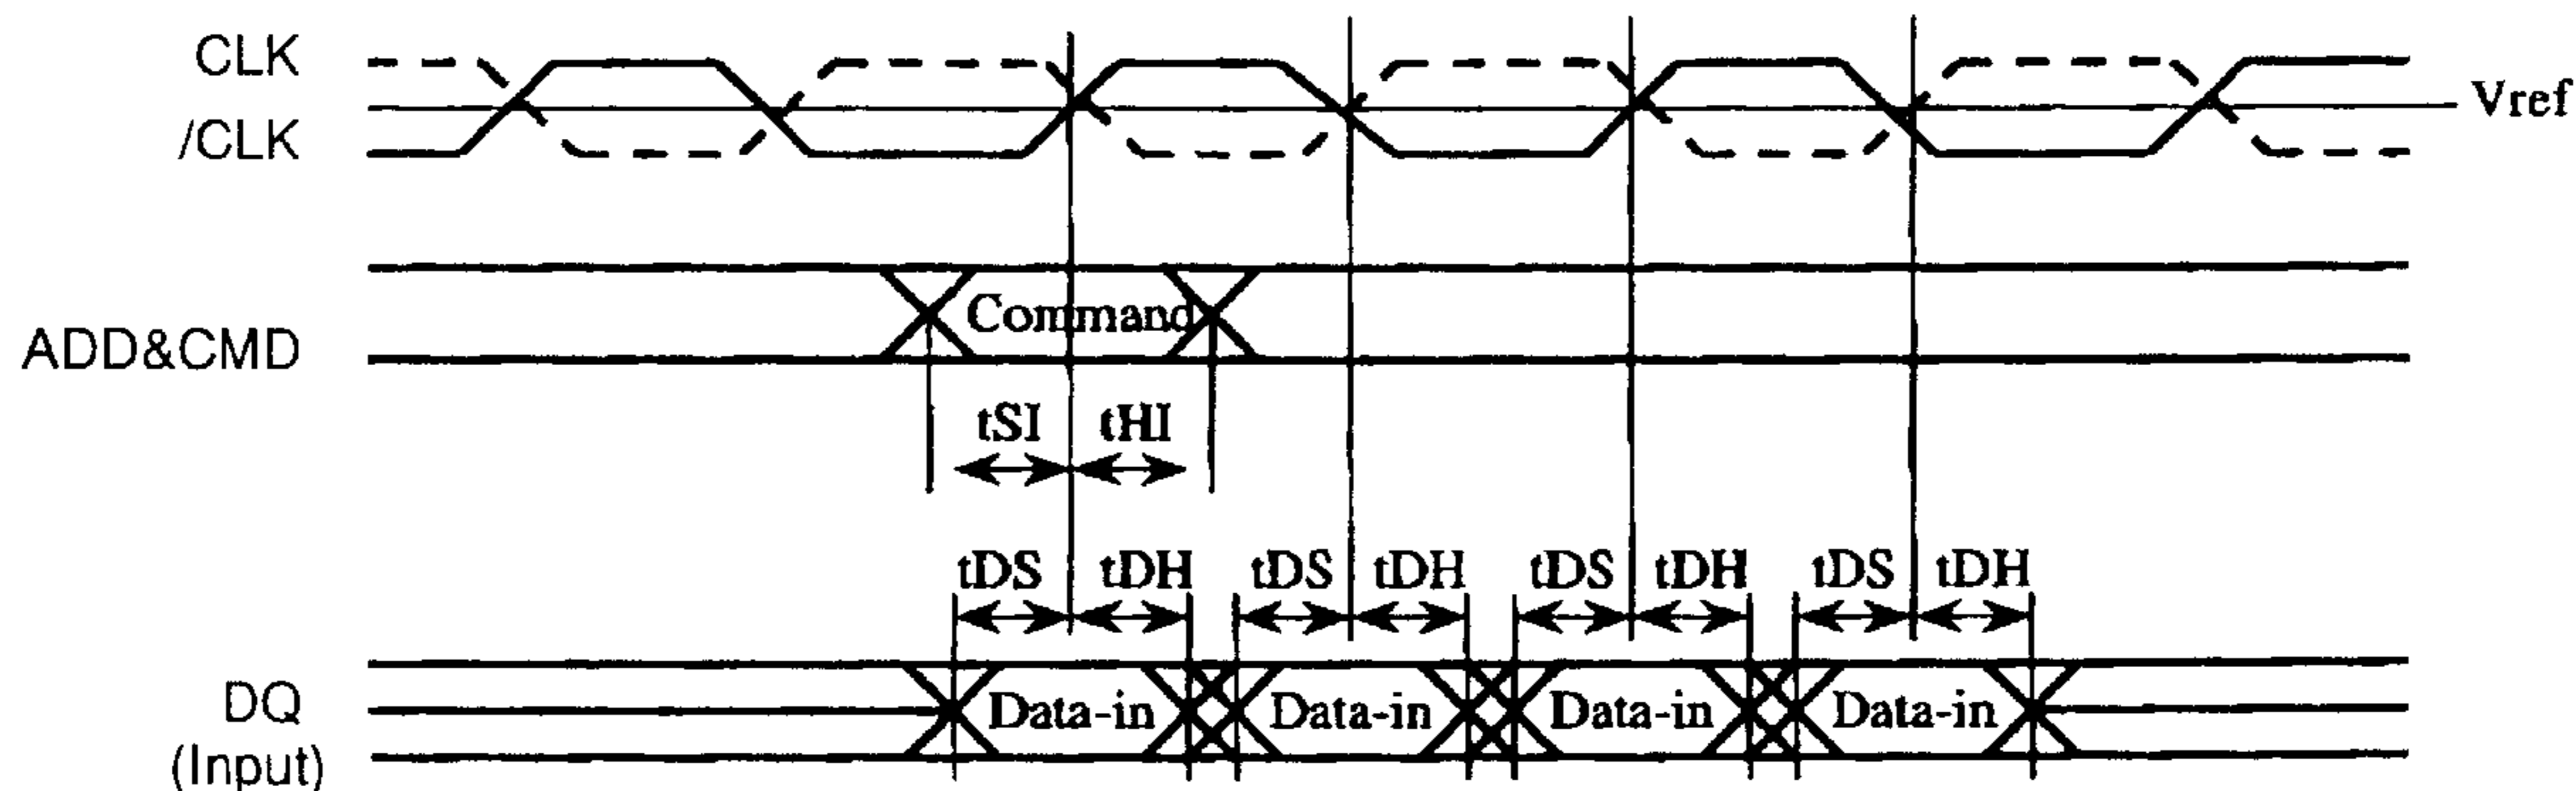 CLK
Vref
/CLK
Command
ADD&CMD
tSI tHI
tDS tDH tDS tDH tDS tDH tDS tDH
DQ
Data-in Data-in Data-in Data-in
(Input)